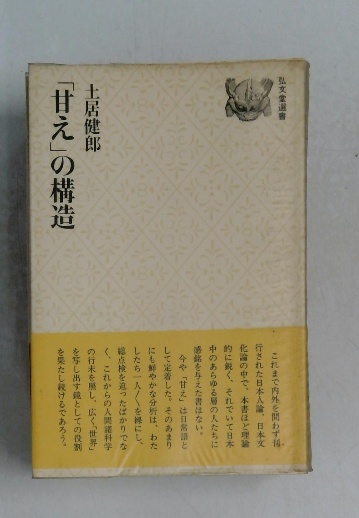 弘文堂選書
土居健郎
「甘え」の構造
これまで内外を問わず刊
行された日本人論、日本文
化論の中で、本書ほど理論
的に鋭く、それでいて日本
中のあらゆる層の人たちに
感銘を与えた書はない。
今や「甘え」は日常語と
して定着した。そのあまり
にも鮮やかな分析は、わた
したち一人〱を裸にし、
総点検を迫ったばかりでな
く、これからの人間諸科学
の行末を照し、広く、世界〟
を写し出す鏡としての役割
を果たし続けるであろう。